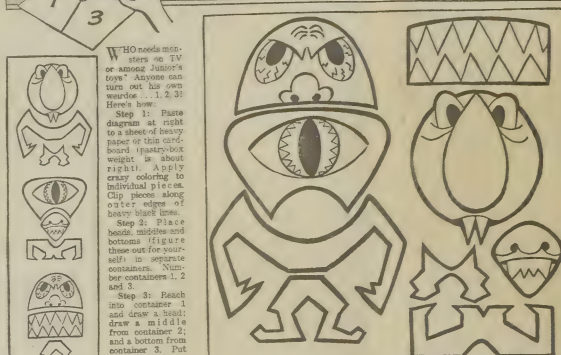 1
3
WHO needs mon-
sters on TV
or among Junior's
toys? Anyone can
turn out his own
weirdos . . . 1, 2, 3!
Here's how:
Step 1: Paste
diagram at right
to a sheet of heavy
paper or thin card-
board (pastry-box
weight is about
right). Apply
crazy coloring to
individual pieces.
Clip pieces along
outer edges of
heavy black lines.
Step 2: Place
heads, middles and
bottoms (figure
these out for your-
self) in separate
containers. Num-
ber containers 1, 2
and 3.
Step 3: Reach
into container 1
and draw a head;
draw a middle
from container 2;
and a bottom from
container 3. Put